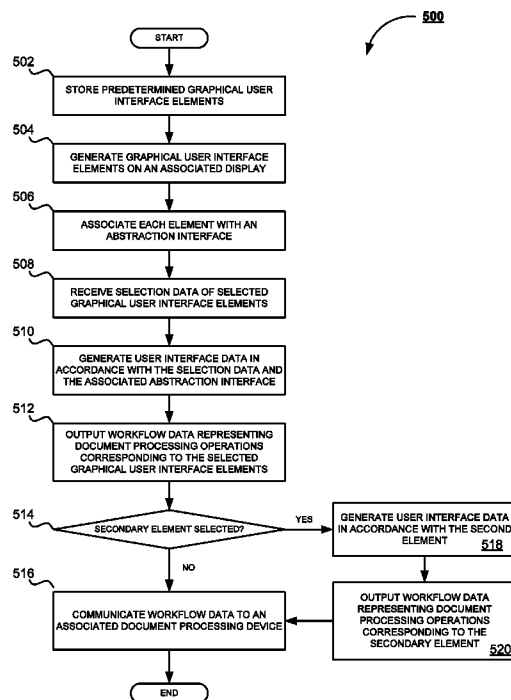 500
START
502
STORE PREDETERMINED GRAPHICAL USER
INTERFACE ELEMENTS
504
GENERATE GRAPHICAL USER INTERFACE
ELEMENTS ON AN ASSOCIATED DISPLAY
506
ASSOCIATE EACH ELEMENT WITH AN
ABSTRACTION INTERFACE
508
RECEIVE SELECTION DATA OF SELECTED
GRAPHICAL USER INTERFACE ELEMENTS
510
GENERATE USER INTERFACE DATA IN
ACCORDANCE WITH THE SELECTION DATA AND
THE ASSOCIATED ABSTRACTION INTERFACE
512
OUTPUT WORKFLOW DATA REPRESENTING
DOCUMENT PROCESSING OPERATIONS
CORRESPONDING TO THE SELECTED
GRAPHICAL USER INTERFACE ELEMENTS
514
SECONDARY ELEMENT SELECTED?
YES
NO
GENERATE USER INTERFACE DATA
IN ACCORDANCE WITH THE SECOND
ELEMENT
518
516
COMMUNICATE WORKFLOW DATA TO AN
ASSOCIATED DOCUMENT PROCESSING DEVICE
OUTPUT WORKFLOW DATA
REPRESENTING DOCUMENT
PROCESSING OPERATIONS
CORRESPONDING TO THE
SECONDARY ELEMENT
520
END